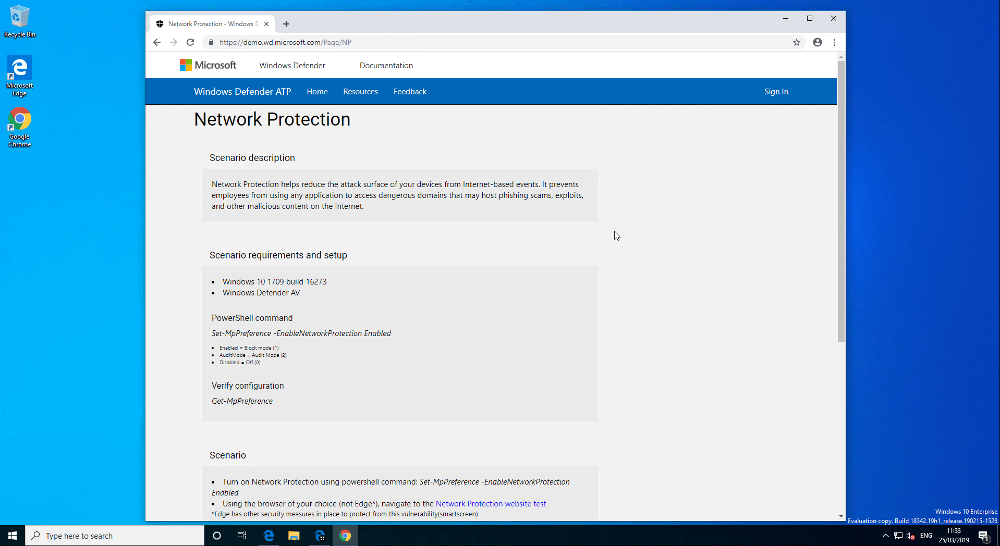 Recycle Bin
Microsoft
Edge
Google
Chrome
Network Protection - Windows D
https://demo.wd.microsoft.com/Page/NP
Microsoft
Windows Defender
Documentation
Windows Defender ATP
Home
Resources
Feedback
Sign In
Network Protection
Scenario description
Network Protection helps reduce the attack surface of your devices from Internet-based events. It prevents
employees from using any application to access dangerous domains that may host phishing scams, exploits,
and other malicious content on the Internet.
Scenario requirements and setup
• Windows 10 1709 build 16273
• Windows Defender AV
PowerShell command
Set-MpPreference -EnableNetworkProtection Enabled
• Enabled = Block mode (1)
• AuditMode = Audit Mode (2)
• Disabled = Off (0)
Verify configuration
Get-MpPreference
Scenario
• Turn on Network Protection using powershell command: Set-MpPreference -EnableNetworkProtection
Enabled
• Using the browser of your choice (not Edge*), navigate to the Network Protection website test
*Edge has other security measures in place to protect from this vulnerability(smartscreen)
Windows 10 Enterprise
Evaluation copy. Build 18342.19h1_release.190215-1528
Type here to search
ENG
11:33
25/03/2019
1